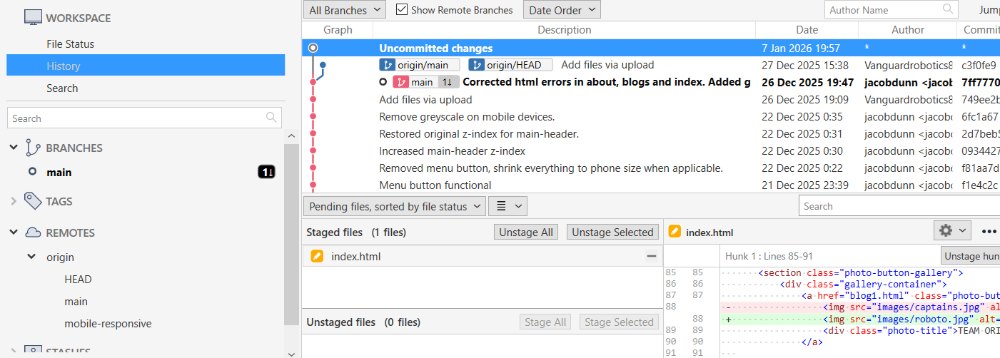 WORKSPACE
File Status
History
Search
Search
BRANCHES
main 1↓
TAGS
REMOTES
origin
HEAD
main
mobile-responsive
STASHES
All Branches Show Remote Branches Date Order Author Name Jump
Graph Description Date Author Commit
Uncommitted changes 7 Jan 2026 19:57 * *
origin/main origin/HEAD Add files via upload 27 Dec 2025 15:38 Vanguardrobotics8 c3f0fe9
main 1↓ Corrected html errors in about, blogs and index. Added g 26 Dec 2025 19:47 jacobdunn <jacob 7ff7770
Add files via upload 26 Dec 2025 19:09 Vanguardrobotics8 749ee2b
Remove greyscale on mobile devices. 22 Dec 2025 0:35 jacobdunn <jacob 6fc1a67
Restored original z-index for main-header. 22 Dec 2025 0:31 jacobdunn <jacob 2d7beb5
Increased main-header z-index 22 Dec 2025 0:30 jacobdunn <jacob 0934427
Removed menu button, shrink everything to phone size when applicable. 22 Dec 2025 0:22 jacobdunn <jacob f81aa7d
Menu button functional 21 Dec 2025 23:39 jacobdunn <jacob f1e4c2c
Pending files, sorted by file status Search
Staged files (1 files) Unstage All Unstage Selected
index.html
Unstaged files (0 files) Stage All Stage Selected
index.html
Hunk 1 : Lines 85-91 Unstage hun
85 85 <section class="photo-button-gallery">
86 86 <div class="gallery-container">
87 87 <a href="blog1.html" class="photo-but
88 - <img src="images/captains.jpg" al
88 + <img src="images/roboto.jpg" alt=
89 89 <div class="photo-title">TEAM ORI
90 90 </a>
91 91